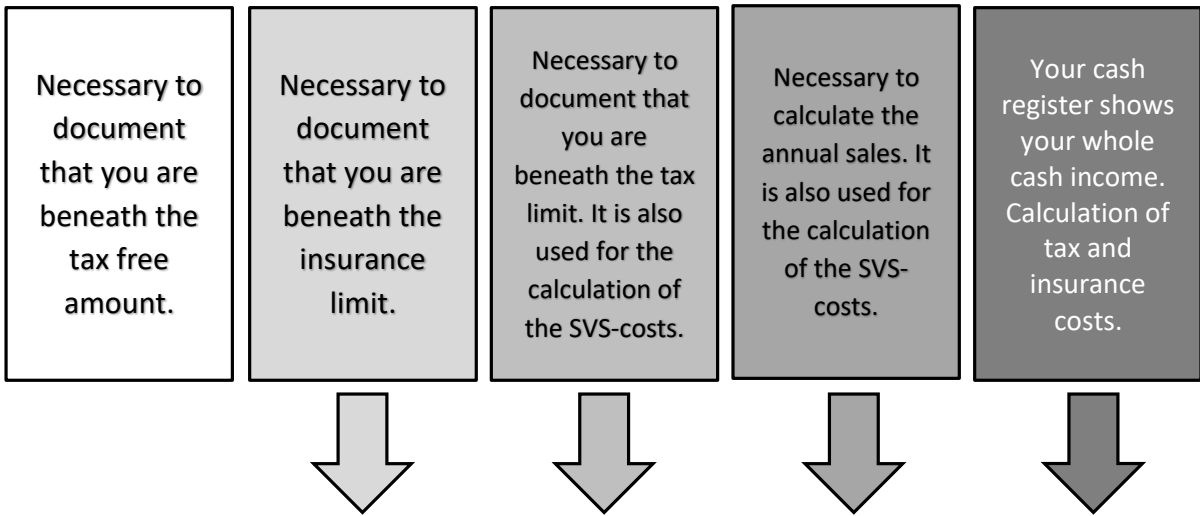 Necessary to
document
that you are
beneath the
tax free
amount.
Necessary to
document
that you are
beneath the
insurance
limit.
Necessary to
document that
you are
beneath the tax
limit. It is also
used for the
calculation of
the SVS-costs.
Necessary to
calculate the
annual sales. It
is also used for
the calculation
of the SVS-
costs.
Your cash
register shows
your whole
cash income.
Calculation of
tax and
insurance
costs.